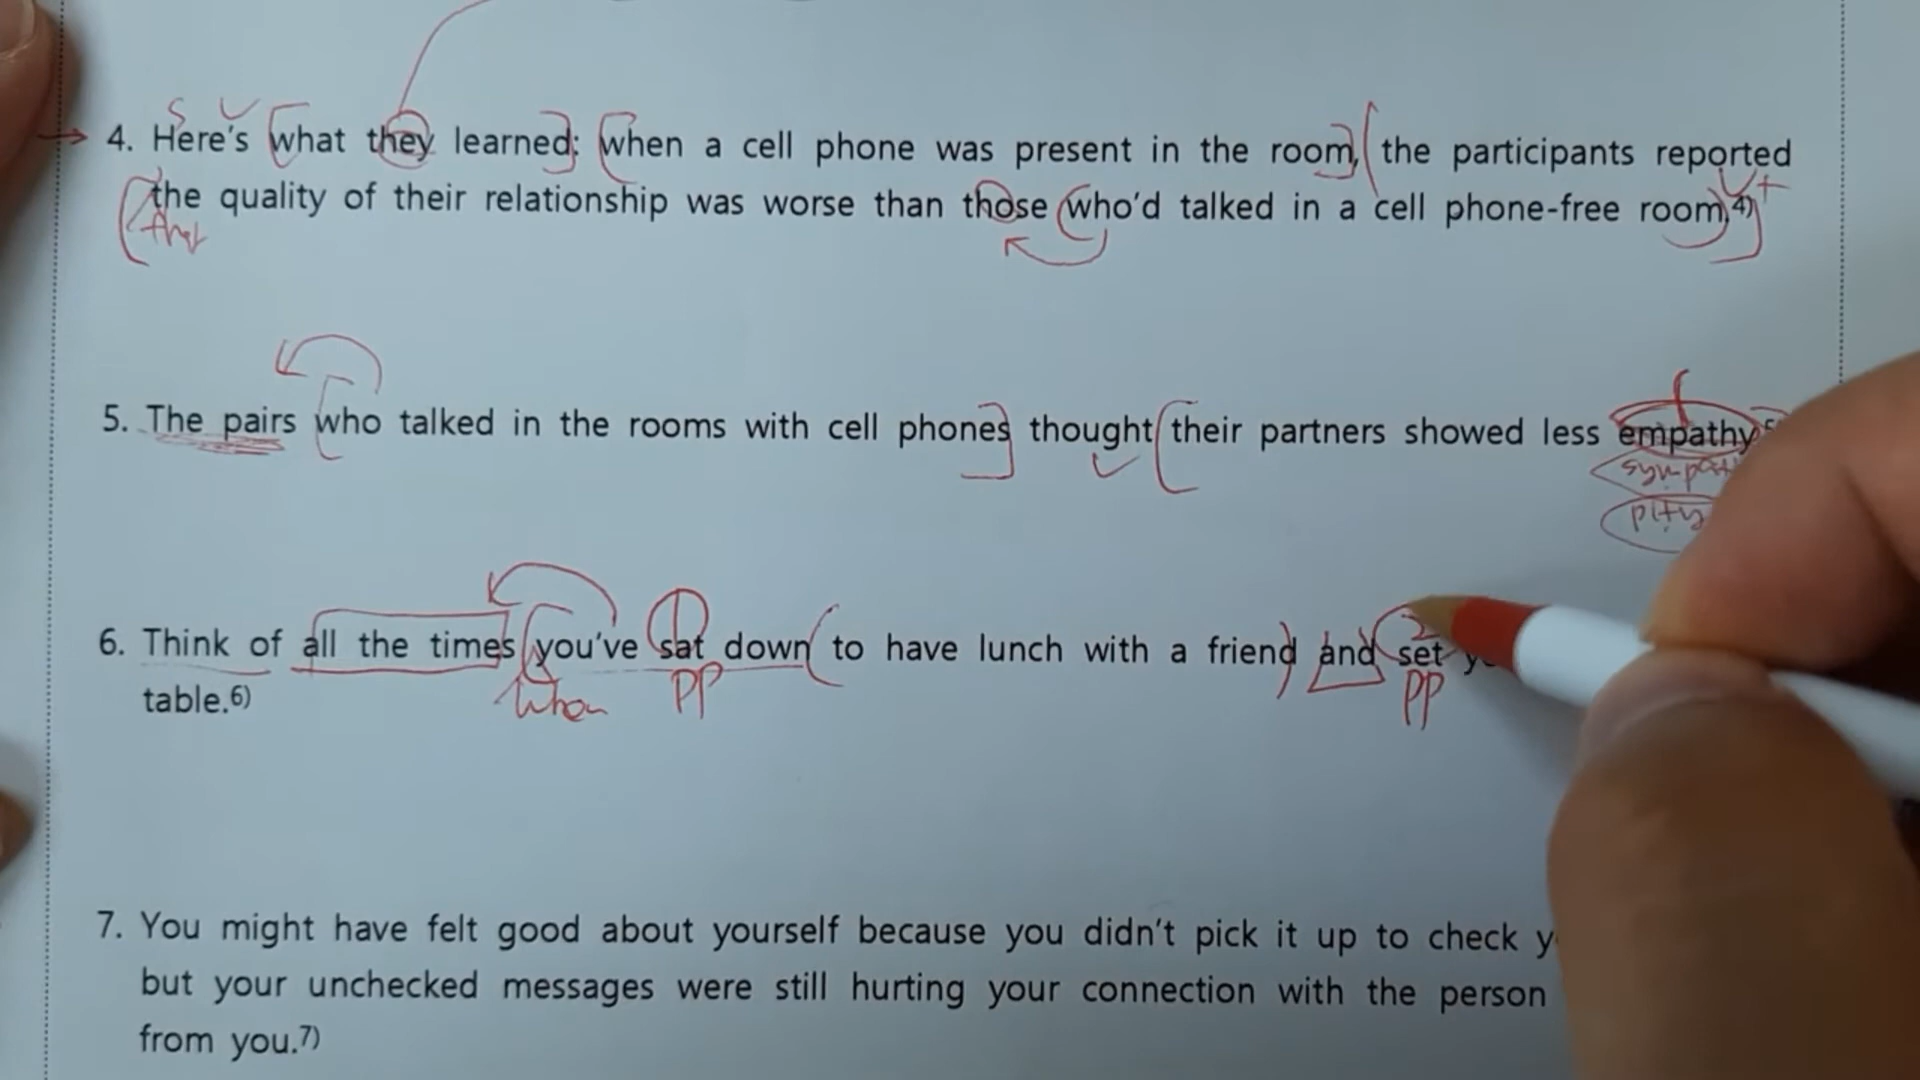 S V
4. Here's what they learned: when a cell phone was present in the room, the participants reported
the quality of their relationship was worse than those who'd talked in a cell phone-free room.4)
that
5. The pairs who talked in the rooms with cell phones thought their partners showed less empathy
6. Think of all the times you've sat down to have lunch with a friend and set
when PP PP
table.6)
7. You might have felt good about yourself because you didn't pick it up to check
but your unchecked messages were still hurting your connection with the person
from you.7)